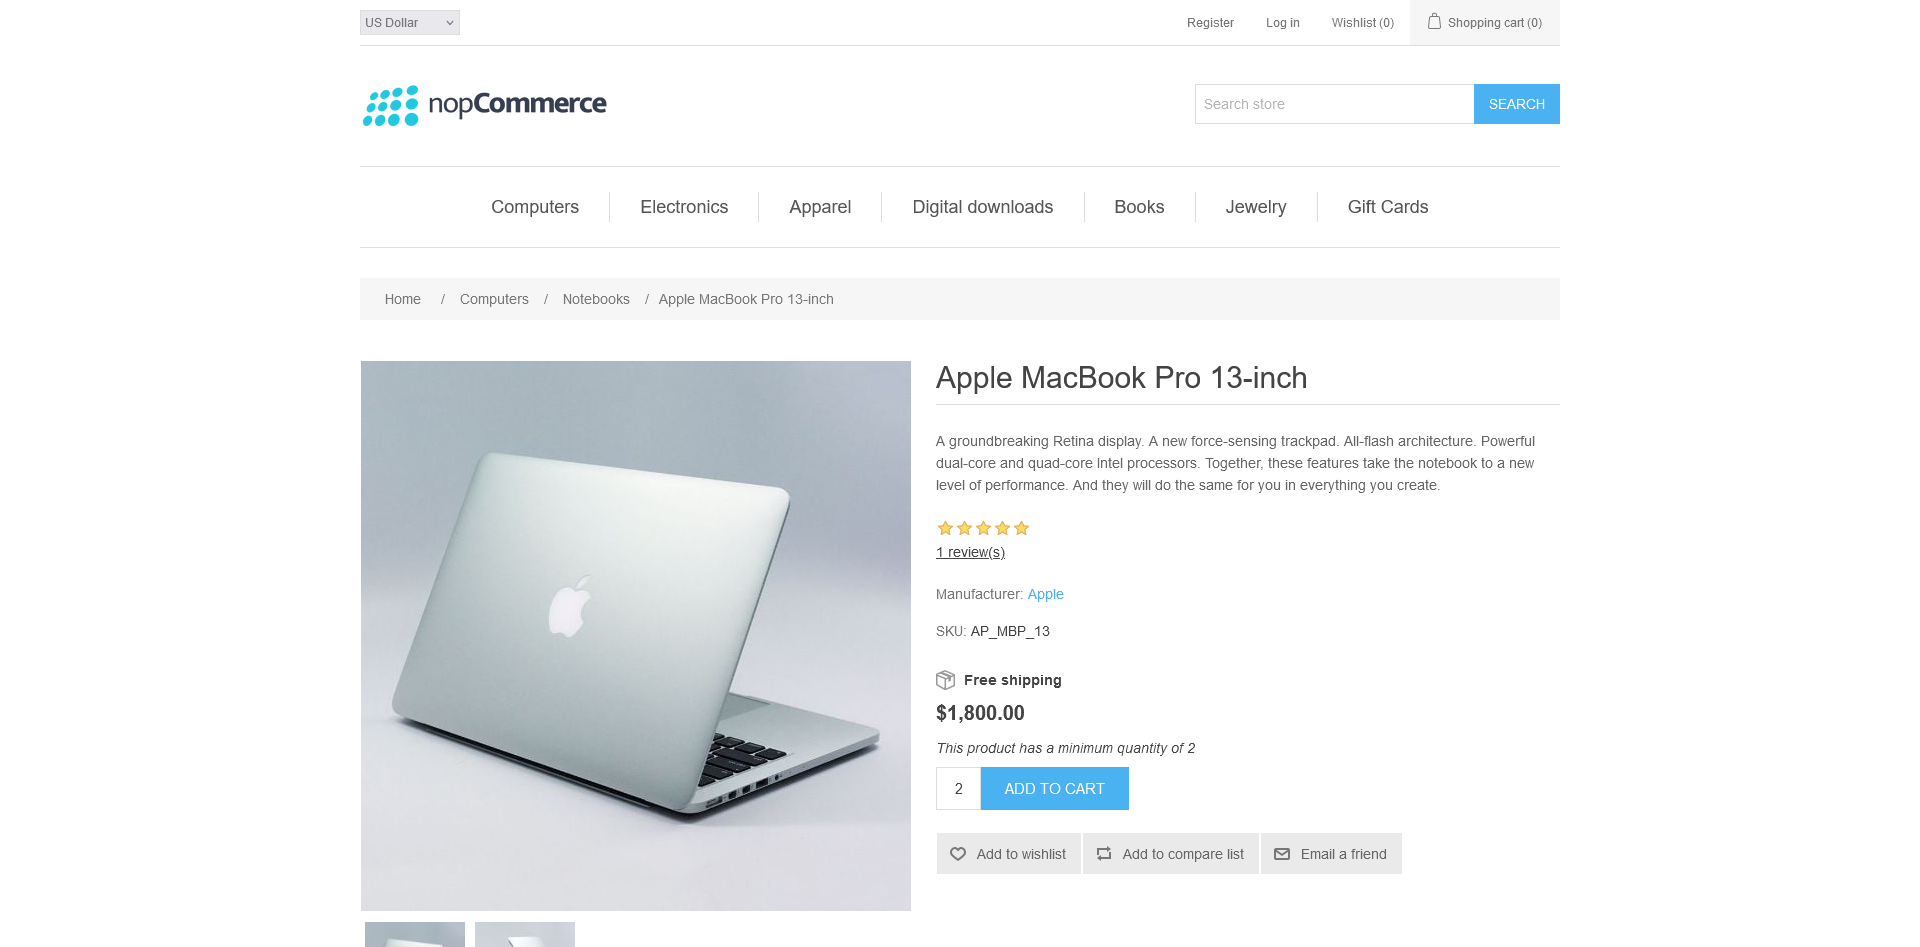 US Dollar
Register
Log in
Wishlist (0)
Shopping cart (0)
nopCommerce
Search store
SEARCH
Computers
Electronics
Apparel
Digital downloads
Books
Jewelry
Gift Cards
Home / Computers / Notebooks / Apple MacBook Pro 13-inch
Apple MacBook Pro 13-inch
A groundbreaking Retina display. A new force-sensing trackpad. All-flash architecture. Powerful
dual-core and quad-core Intel processors. Together, these features take the notebook to a new
level of performance. And they will do the same for you in everything you create.
1 review(s)
Manufacturer: Apple
SKU: AP_MBP_13
Free shipping
$1,800.00
This product has a minimum quantity of 2
2
ADD TO CART
Add to wishlist
Add to compare list
Email a friend